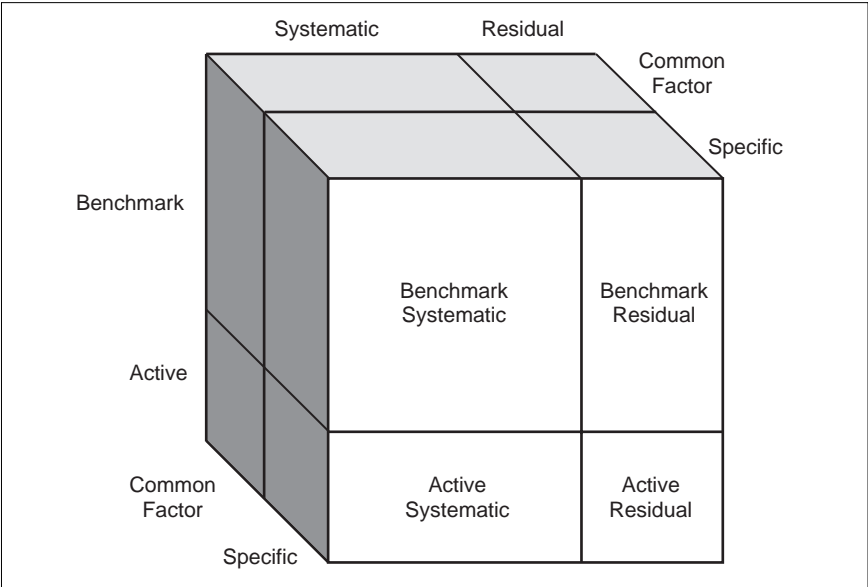 Systematic
Residual
Common
Factor
Specific
Benchmark
Benchmark
Systematic
Benchmark
Residual
Active
Common
Factor
Active
Systematic
Active
Residual
Specific